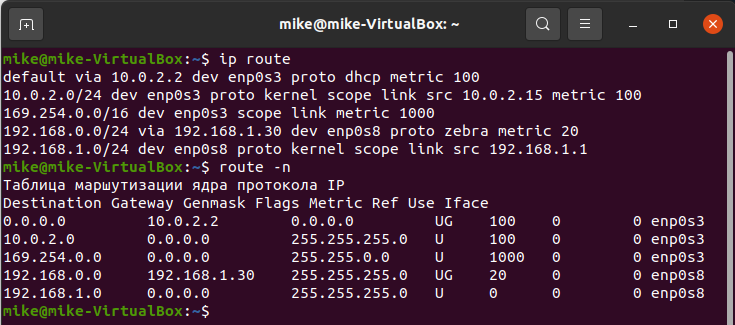 mike@mike-VirtualBox: ~
mike@mike-VirtualBox:~$ ip route
default via 10.0.2.2 dev enp0s3 proto dhcp metric 100
10.0.2.0/24 dev enp0s3 proto kernel scope link src 10.0.2.15 metric 100
169.254.0.0/16 dev enp0s3 scope link metric 1000
192.168.0.0/24 via 192.168.1.30 dev enp0s8 proto zebra metric 20
192.168.1.0/24 dev enp0s8 proto kernel scope link src 192.168.1.1
mike@mike-VirtualBox:~$ route -n
Таблица маршутизации ядра протокола IP
Destination Gateway Genmask Flags Metric Ref Use Iface
0.0.0.0         10.0.2.2        0.0.0.0         UG    100    0        0 enp0s3
10.0.2.0        0.0.0.0         255.255.255.0   U     100    0        0 enp0s3
169.254.0.0     0.0.0.0         255.255.0.0     U     1000   0        0 enp0s3
192.168.0.0     192.168.1.30    255.255.255.0   UG    20     0        0 enp0s8
192.168.1.0     0.0.0.0         255.255.255.0   U     0      0        0 enp0s8
mike@mike-VirtualBox:~$